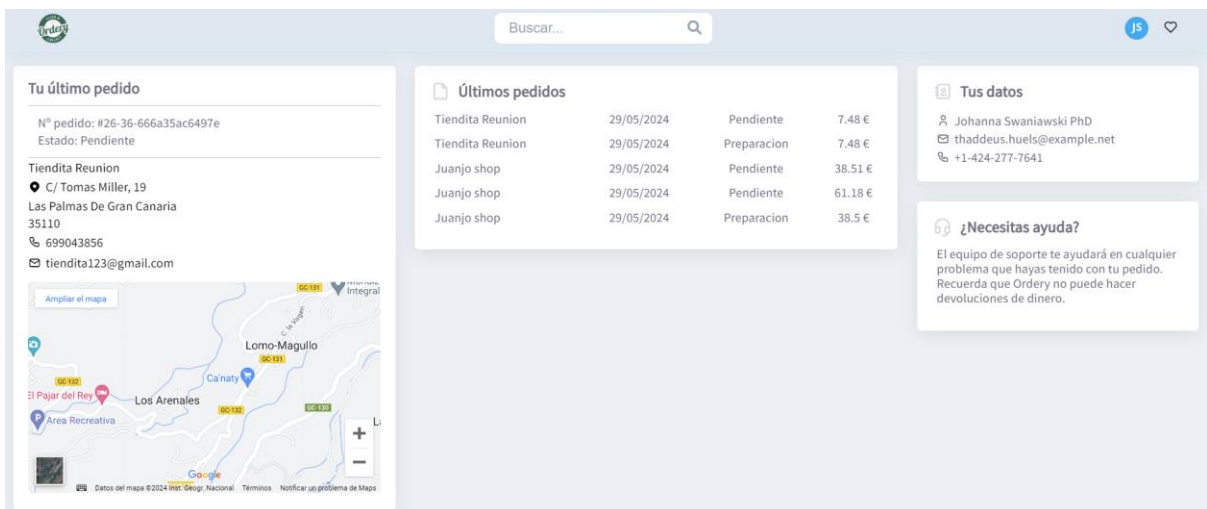 Ordery
Buscar...
JS
Tu último pedido
Nº pedido: #26-36-666a35ac6497e
Estado: Pendiente
Tiendita Reunion
C/ Tomas Miller, 19
Las Palmas De Gran Canaria
35110
699043856
tiendita123@gmail.com
Ampliar el mapa
GC-131
Integral
C. la Virgen
Lomo-Magullo
GC-131
Ca'naty
GC-132
El Pajar del Rey
Los Arenales
GC-132
GC-130
P
Area Recreativa
+
−
Google
Datos del mapa ©2024 Inst. Geogr. Nacional Términos Notificar un problema de Maps
Últimos pedidos
Tiendita Reunion 29/05/2024 Pendiente 7.48 €
Tiendita Reunion 29/05/2024 Preparacion 7.48 €
Juanjo shop 29/05/2024 Pendiente 38.51 €
Juanjo shop 29/05/2024 Pendiente 61.18 €
Juanjo shop 29/05/2024 Preparacion 38.5 €
Tus datos
Johanna Swaniawski PhD
thaddeus.huels@example.net
+1-424-277-7641
¿Necesitas ayuda?
El equipo de soporte te ayudará en cualquier
problema que hayas tenido con tu pedido.
Recuerda que Ordery no puede hacer
devoluciones de dinero.